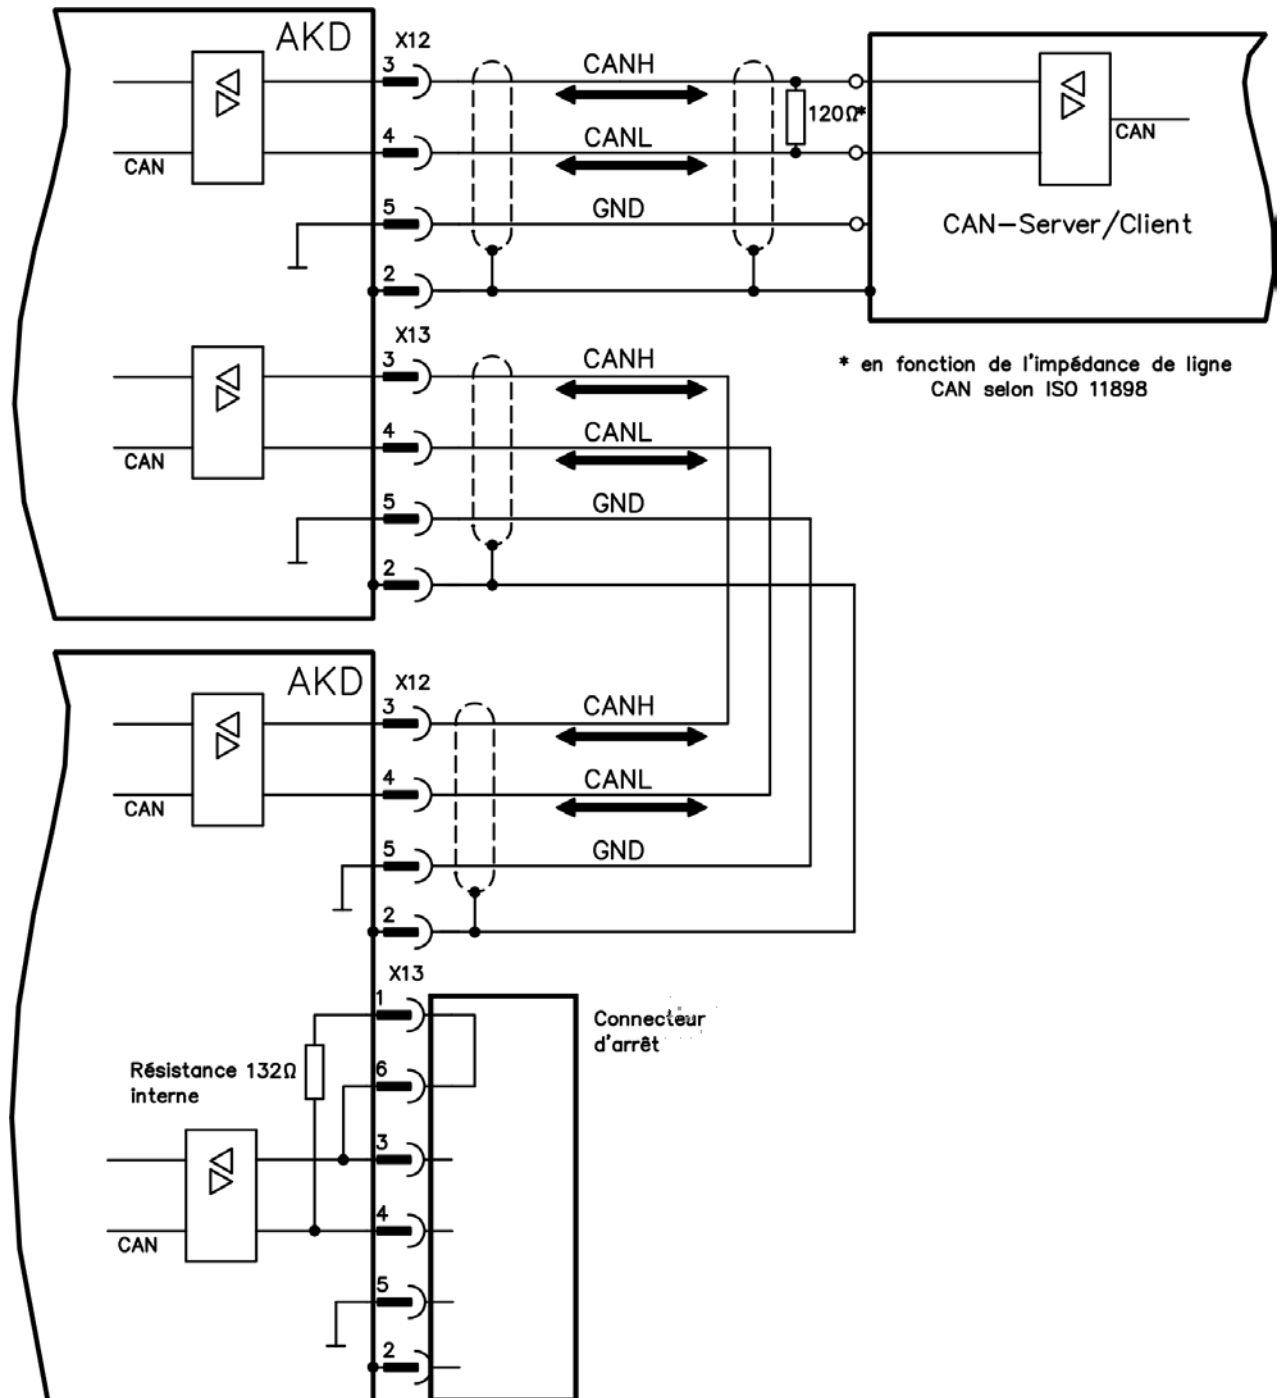 AKD
X12
3
CANH
120Ω*
CAN
4
CANL
CAN
5
GND
CAN-Server/Client
2
X13
3
CANH
* en fonction de l'impédance de ligne
CAN selon ISO 11898
4
CANL
CAN
5
GND
2
AKD
X12
3
CANH
4
CANL
CAN
5
GND
2
X13
1
Connecteur
d'arrêt
Résistance 132Ω
interne
6
3
4
CAN
5
2